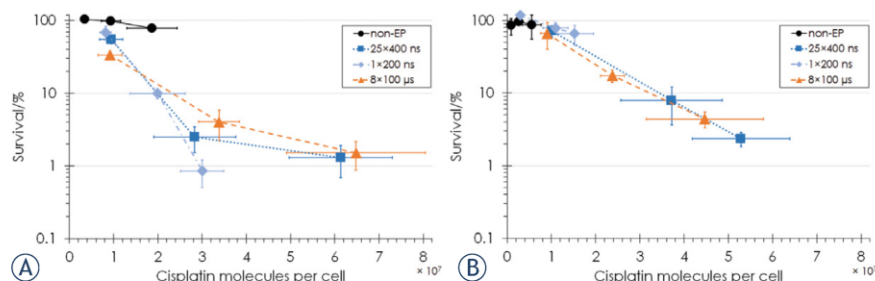 100
10
1
0.1
Survival/%
non-EP
25×400 ns
1×200 ns
8×100 µs
0 1 2 3 4 5 6 7 8
× 10⁷
Cisplatin molecules per cell
A
100
10
1
0.1
Survival/%
non-EP
25×400 ns
1×200 ns
8×100 µs
0 1 2 3 4 5 6 7 8
× 10⁷
Cisplatin molecules per cell
B